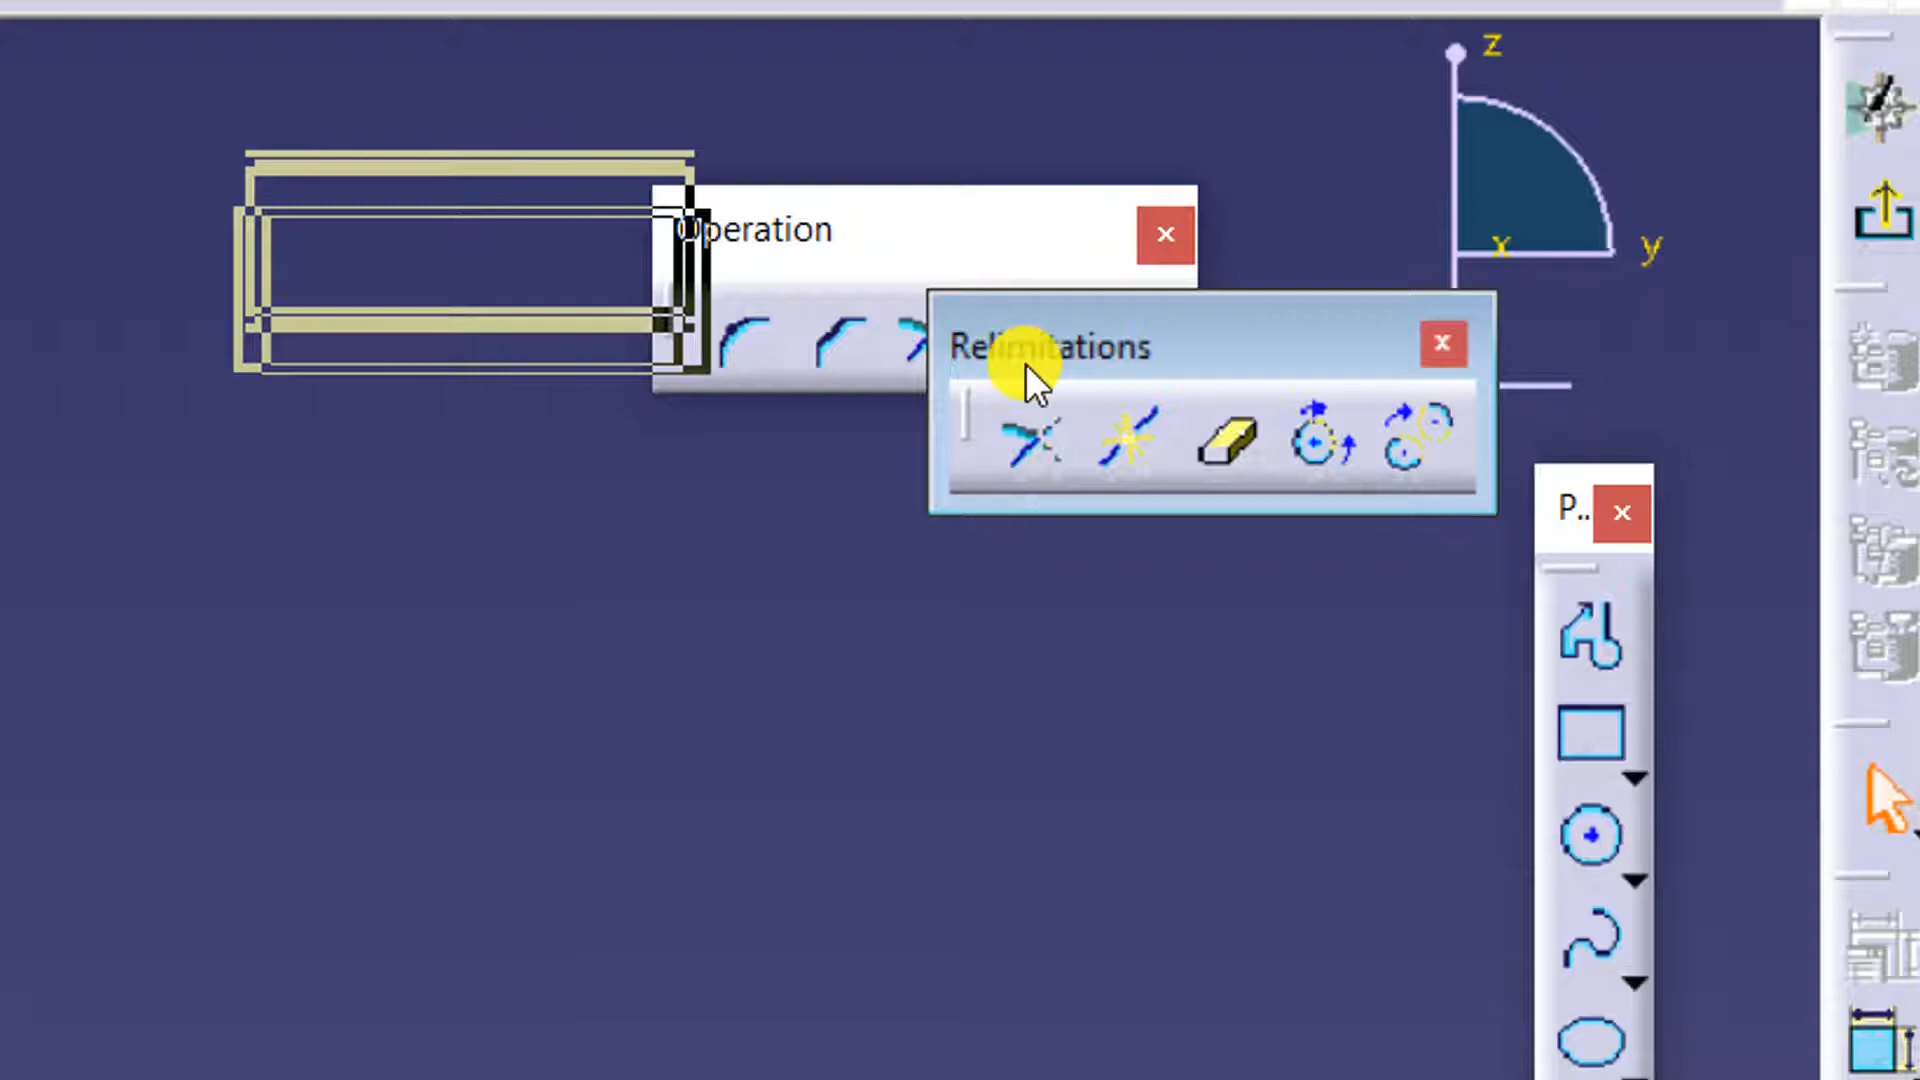 z
Operation
x
y
Relimitations
P..